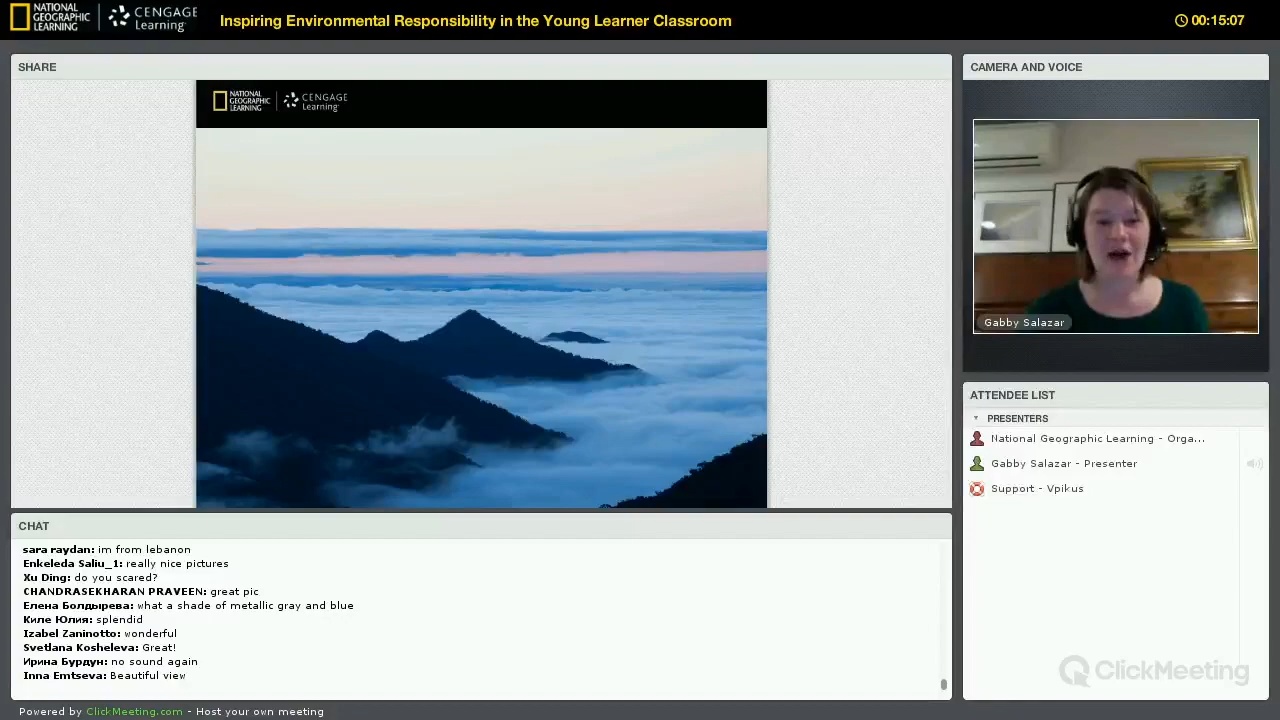 NATIONAL GEOGRAPHIC LEARNING
CENGAGE Learning
Inspiring Environmental Responsibility in the Young Learner Classroom
00:15:07
SHARE
NATIONAL GEOGRAPHIC LEARNING
CENGAGE Learning
CAMERA AND VOICE
Gabby Salazar
ATTENDEE LIST
PRESENTERS
National Geographic Learning - Orga...
Gabby Salazar - Presenter
Support - Vpikus
CHAT
sara raydan: im from lebanon
Enkeleda Saliu_1: really nice pictures
Xu Ding: do you scared?
CHANDRASEKHARAN PRAVEEN: great pic
Елена Болдырева: what a shade of metallic gray and blue
Киле Юлия: splendid
Izabel Zaninotto: wonderful
Svetlana Kosheleva: Great!
Ирина Бурдун: no sound again
Inna Emtseva: Beautiful view
ClickMeeting
Powered by ClickMeeting.com - Host your own meeting